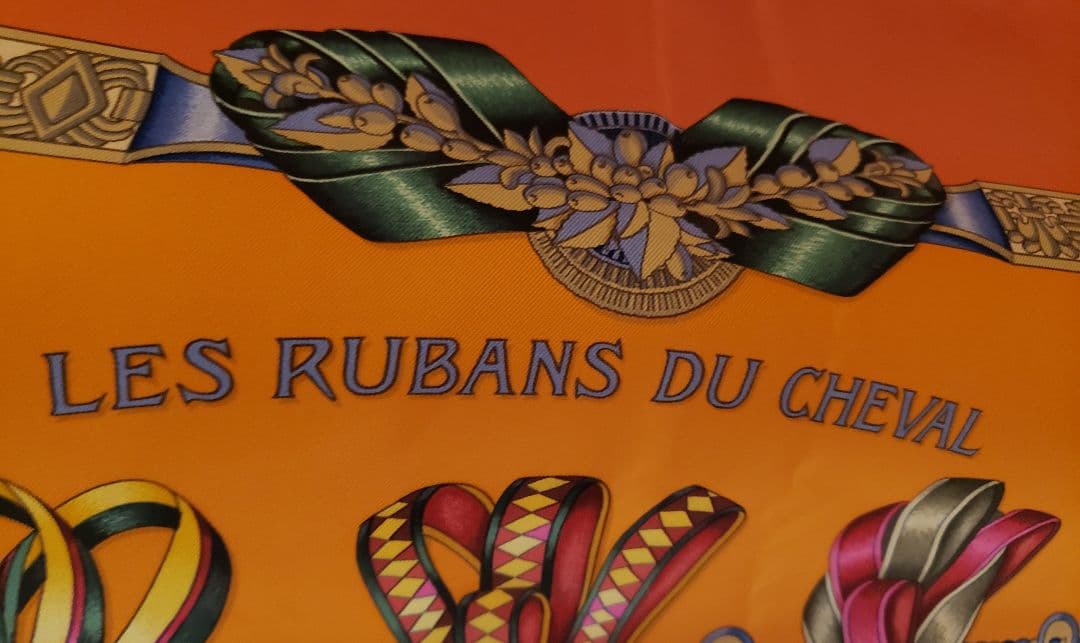 LES RUBANS DU CHEVAL